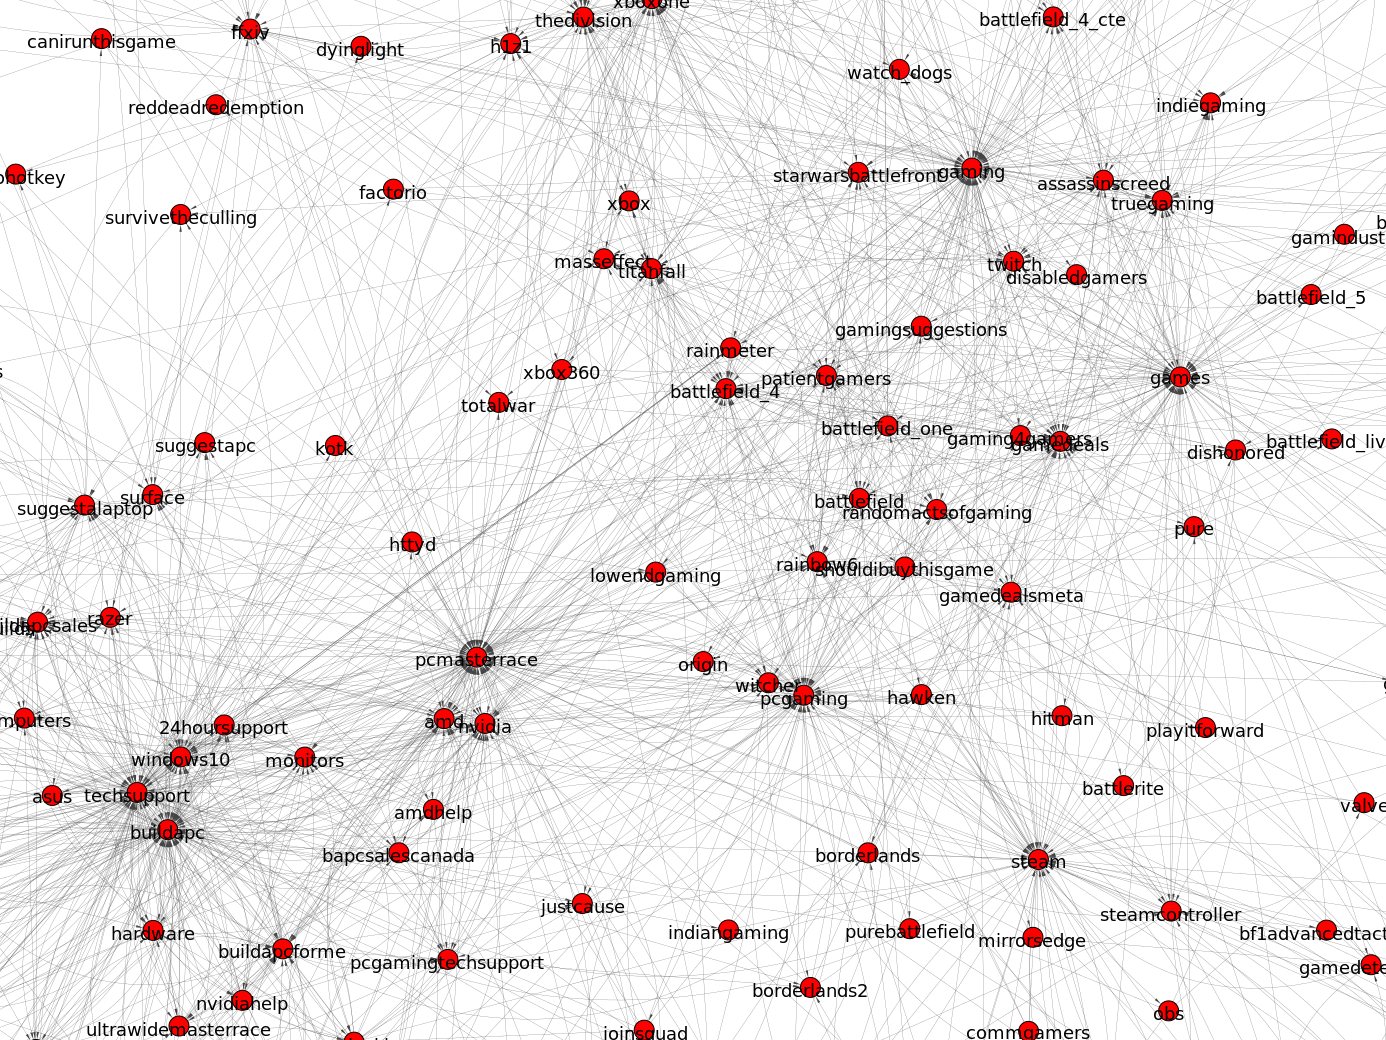 xboxone
thedivision
battlefield_4_cte
ffxiv
canirunthisgame
h1z1
dyinglight
watch_dogs
indiegaming
reddeadredemption
starwarsbattlefront
gaming
ohotkey
assassinscreed
factorio
truegaming
xbox
survivetheculling
gamindust
masseffect
titanfall
twitch
disabledgamers
battlefield_5
gamingsuggestions
rainmeter
xbox360
patientgamers
games
battlefield_4
totalwar
battlefield_one
suggestapc
kotk
gaming4gamers
gamedeals
battlefield_liv
dishonored
surface
battlefield
suggestalaptop
randomactsofgaming
pure
httyd
rainbow6
shouldibuythisgame
lowendgaming
gamedealsmeta
razer
ildapcsales
pcmasterrace
origin
witcher
pcgaming
hawken
mputers
24hoursupport
amd
nvidia
hitman
playitforward
windows10
monitors
asus
techsupport
battlerite
valve
amdhelp
buildapc
bapcsalescanada
borderlands
steam
justcause
steamcontroller
hardware
indiangaming
purebattlefield
mirrorsedge
bf1advancedtact
buildapcforme
pcgamingtechsupport
gamedete
borderlands2
nvidiahelp
obs
ultrawidemasterrace
joinsquad
commgamers